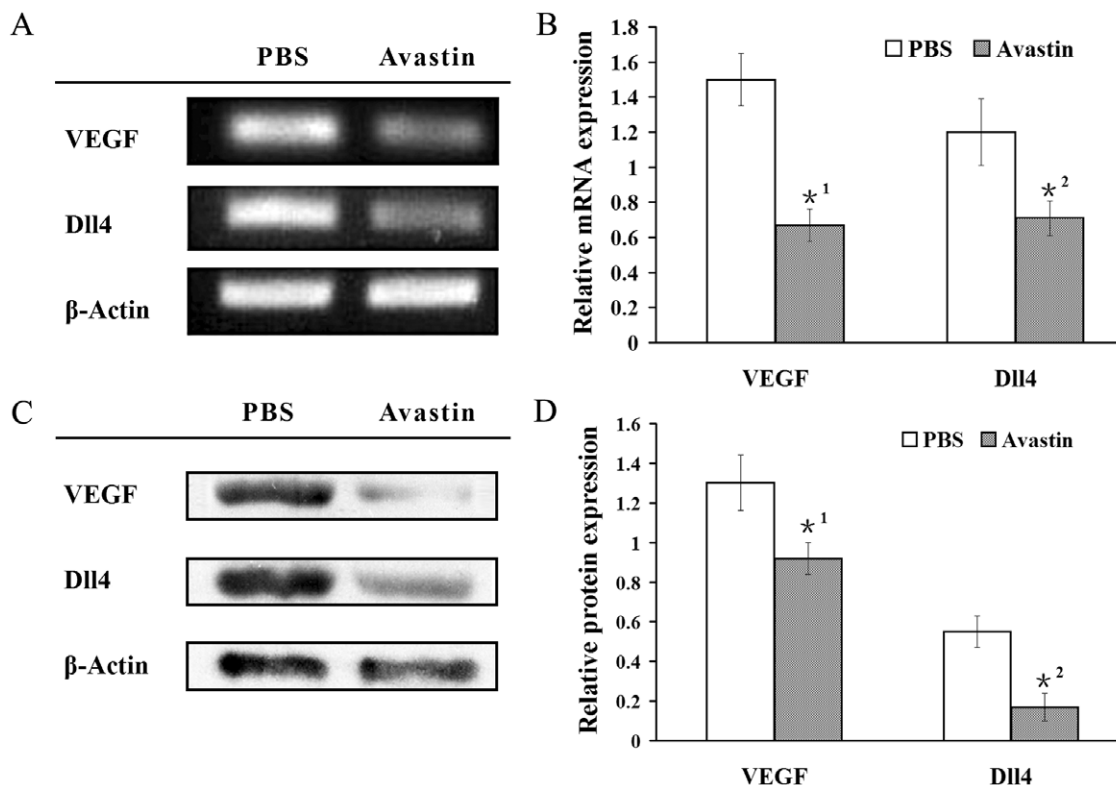 A
PBS Avastin
VEGF
Dll4
β-Actin
B
Relative mRNA expression
1.8
1.6
1.4
1.2
1
0.8
0.6
0.4
0.2
0
PBS Avastin
*1
*2
VEGF Dll4
C
PBS Avastin
VEGF
Dll4
β-Actin
D
Relative protein expression
1.6
1.4
1.2
1
0.8
0.6
0.4
0.2
0
PBS Avastin
*1
*2
VEGF Dll4